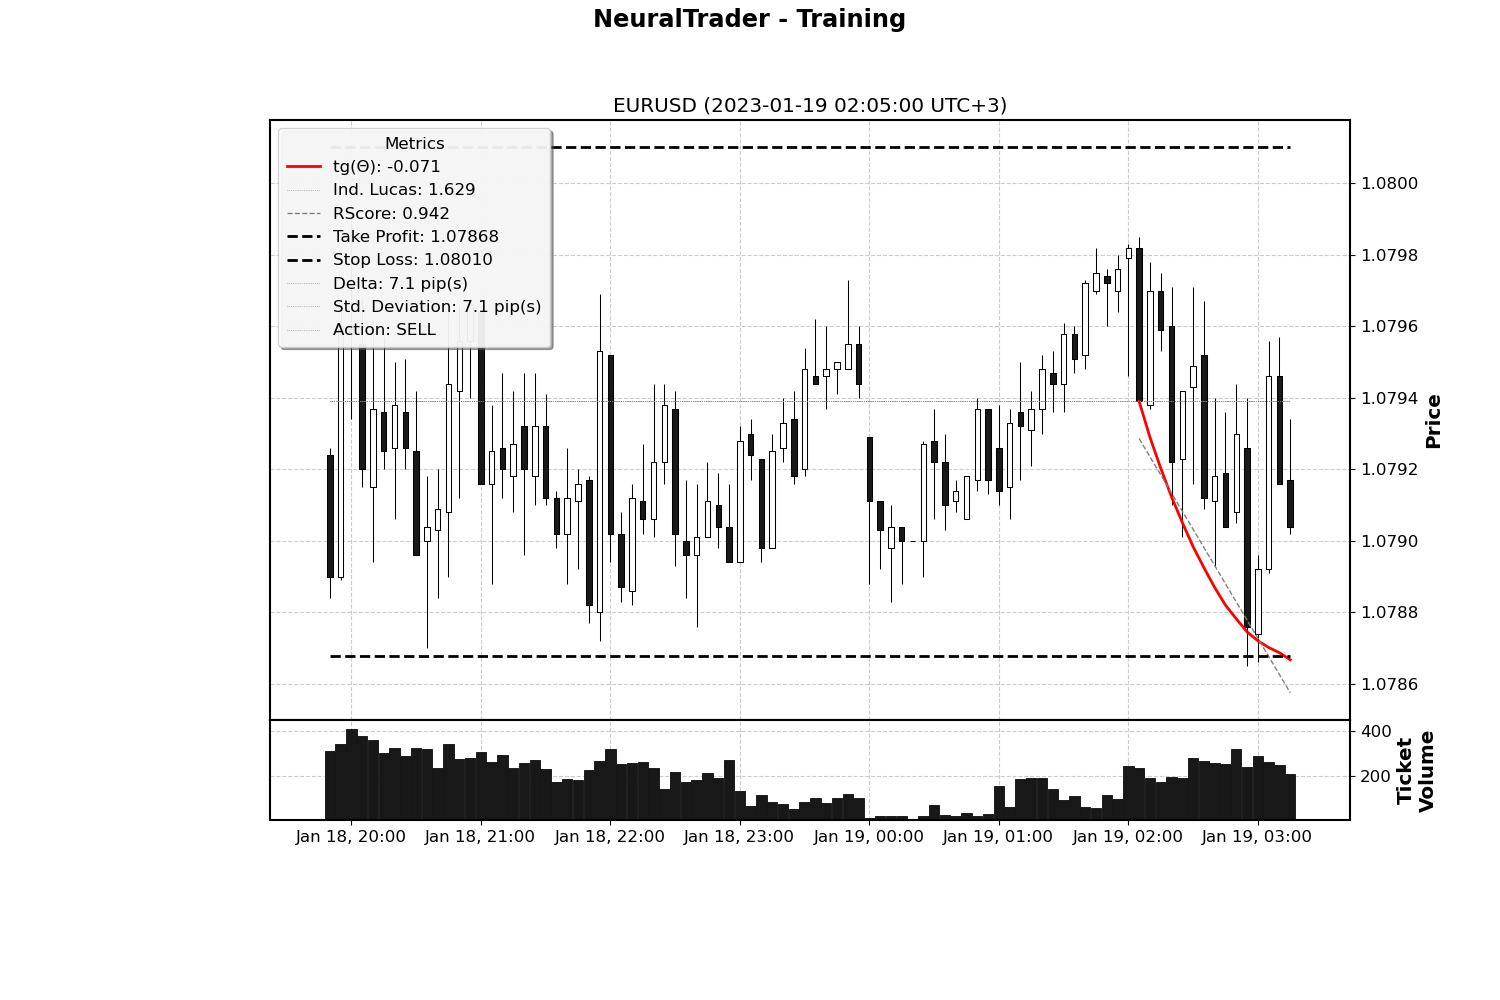 NeuralTrader - Training
EURUSD (2023-01-19 02:05:00 UTC+3)
Metrics
tg(Θ): -0.071
Ind. Lucas: 1.629
RScore: 0.942
Take Profit: 1.07868
Stop Loss: 1.08010
Delta: 7.1 pip(s)
Std. Deviation: 7.1 pip(s)
Action: SELL
1.0800
1.0798
1.0796
1.0794
1.0792
1.0790
1.0788
1.0786
Price
400
200
Ticket
Volume
Jan 18, 20:00 Jan 18, 21:00 Jan 18, 22:00 Jan 18, 23:00 Jan 19, 00:00 Jan 19, 01:00 Jan 19, 02:00 Jan 19, 03:00